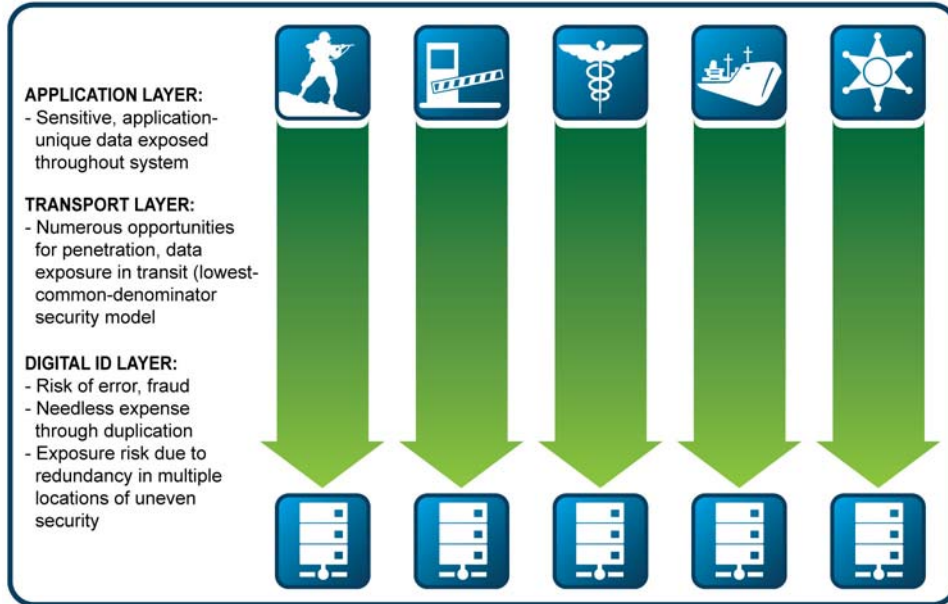 APPLICATION LAYER:
- Sensitive, application-
unique data exposed
throughout system
TRANSPORT LAYER:
- Numerous opportunities
for penetration, data
exposure in transit (lowest-
common-denominator
security model
DIGITAL ID LAYER:
- Risk of error, fraud
- Needless expense
through duplication
- Exposure risk due to
redundancy in multiple
locations of uneven
security